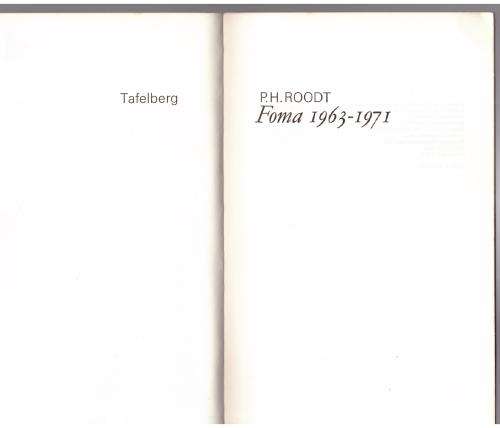 Tafelberg
P.H. ROODT
Foma 1963-1971